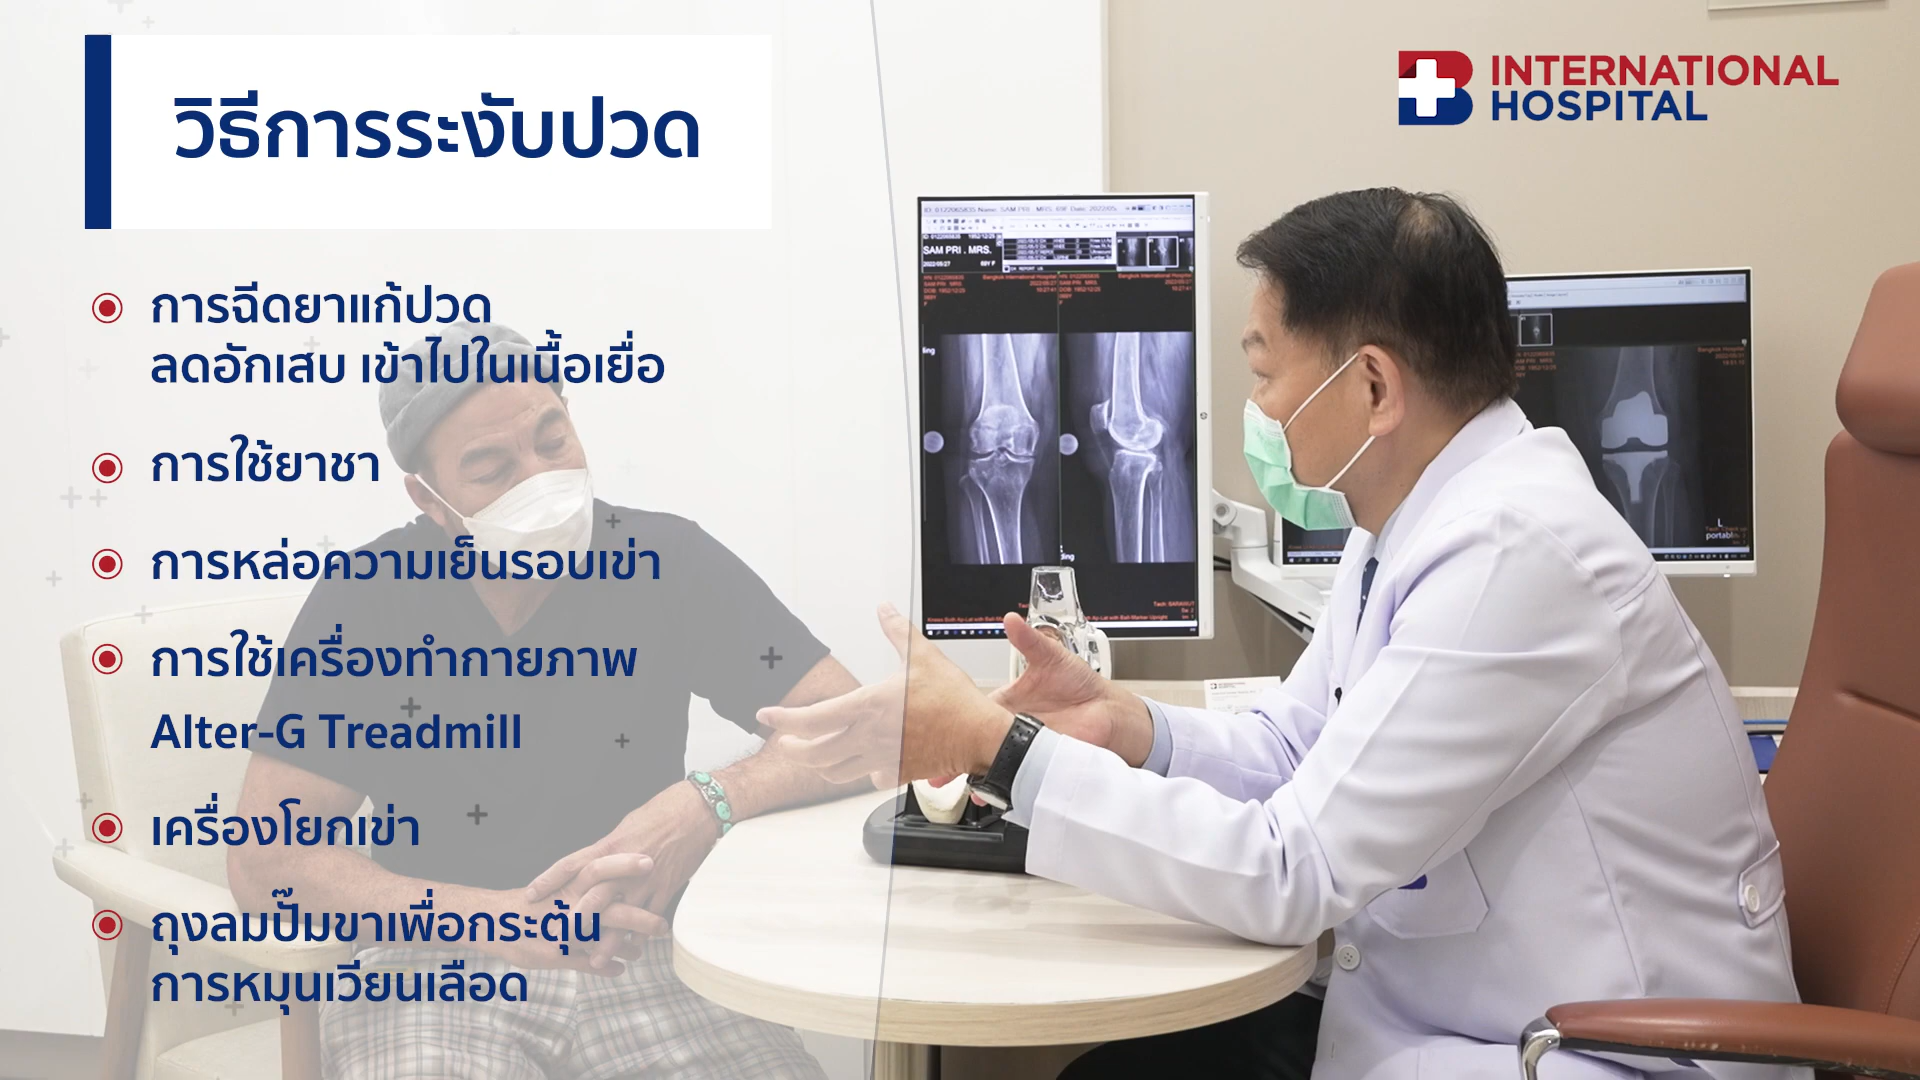 วิธีการระงับปวด
INTERNATIONAL
HOSPITAL
การฉีดยาแก้ปวด
ลดอักเสบ เข้าไปในเนื้อเยื่อ
การใช้ยาชา
การหล่อความเย็นรอบเข่า
การใช้เครื่องทำกายภาพ
Alter-G Treadmill
เครื่องโยกเข่า
ถุงลมปั๊มขาเพื่อกระตุ้น
การหมุนเวียนเลือด
SAM PRI . MRS.
2022/05/27
L
INTERNATIONAL
HOSPITAL